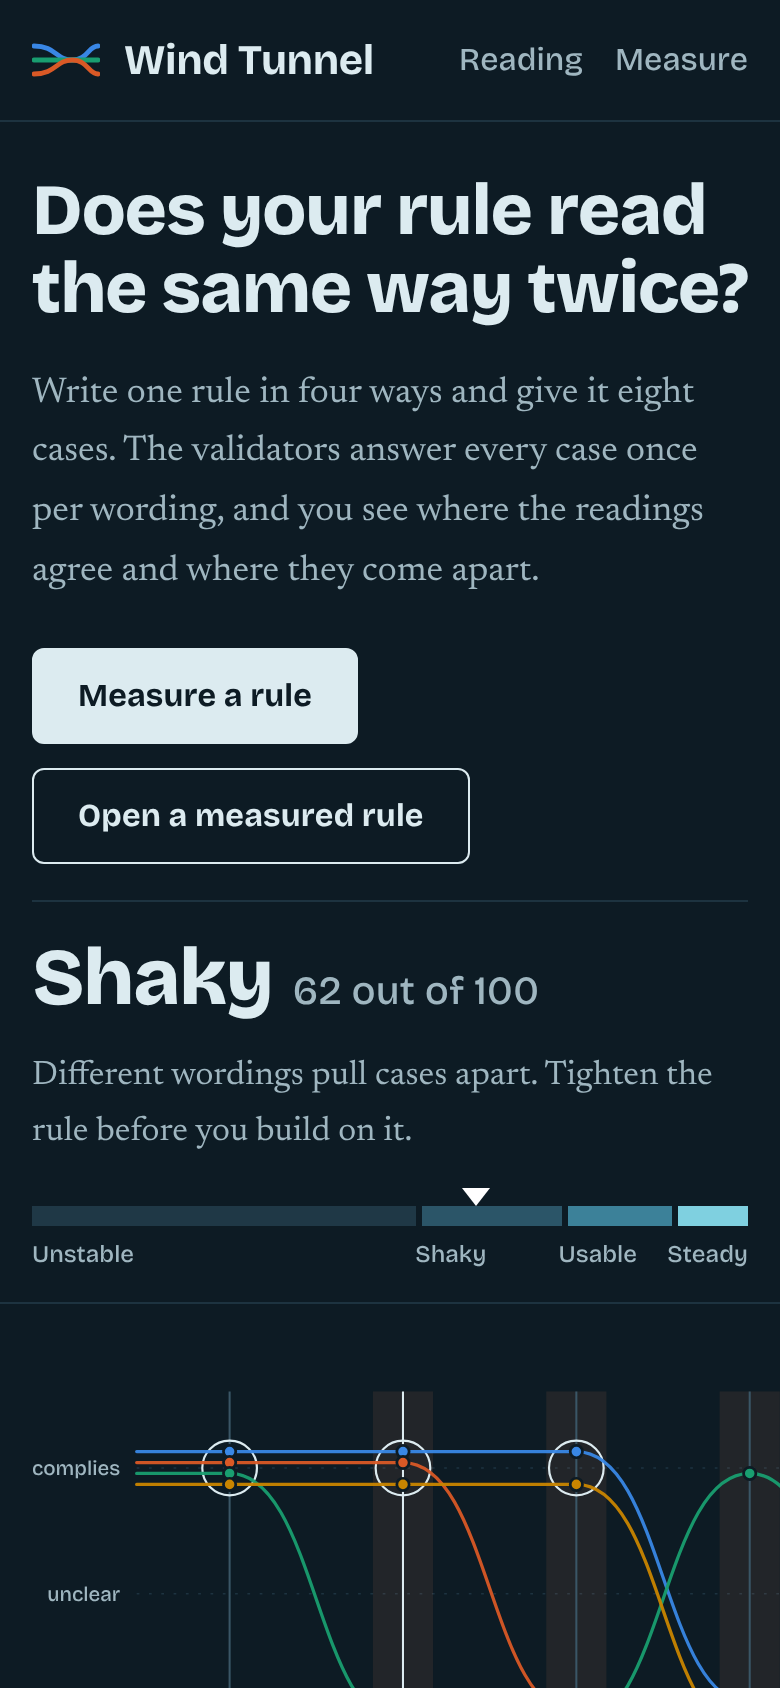 Wind Tunnel
Reading
Measure
Does your rule read
the same way twice?
Write one rule in four ways and give it eight
cases. The validators answer every case once
per wording, and you see where the readings
agree and where they come apart.
Measure a rule
Open a measured rule
Shaky 62 out of 100
Different wordings pull cases apart. Tighten the
rule before you build on it.
Unstable
Shaky
Usable
Steady
complies
unclear